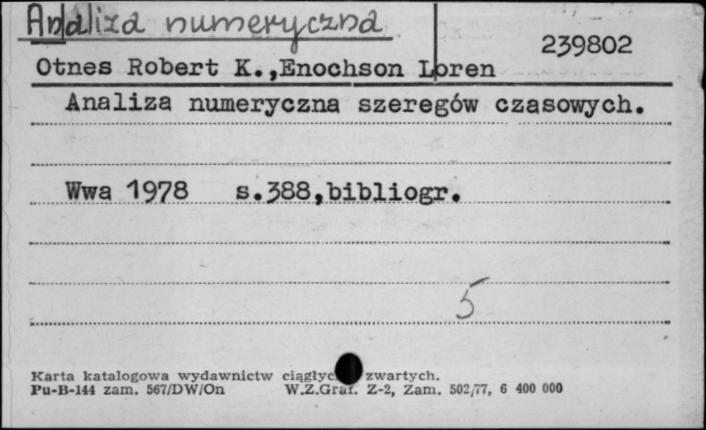 Analiza numeryczna
239802
Otnes Robert K.,Enochson Loren
Analiza numeryczna szeregów czasowych.
Wwa 1978 s.388,bibliogr.
5
Karta katalogowa wydawnictw zwartych.
Pu-B-144 zam. 567/DW/On W.Z.Graf. Z-2, Zam. 502/77, 6 400 000